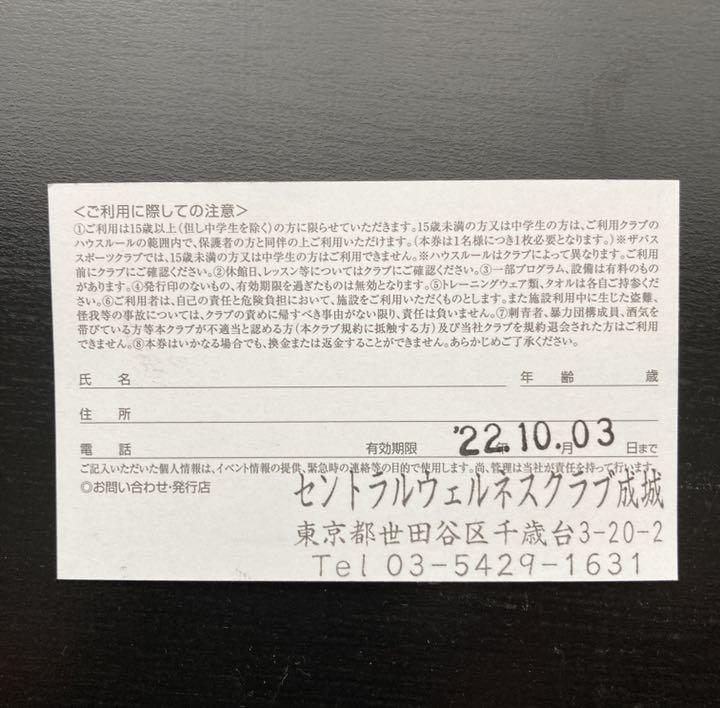 ＜ご利用に際しての注意＞
①ご利用は15歳以上（但し中学生を除く）の方に限らせていただきます。15歳未満の方又は中学生の方は、ご利用クラブの
ハウスルールの範囲内で、保護者の方と同伴の上ご利用いただけます。（本券は1名様につき1枚必要となります。）※ザバス
スポーツクラブでは、15歳未満の方又は中学生の方はご利用できません。※ハウスルールはクラブによって異なります。ご利用
前にクラブにご確認ください。②休館日、レッスン等についてはクラブにご確認ください。③一部プログラム、設備は有料のもの
があります。④発行印のないもの、有効期限を過ぎたものは無効となります。⑤トレーニングウェア類、タオルは各自ご持参くだ
さい。⑥ご利用者は、自己の責任と危険負担において、施設をご利用いただくものとします。また施設利用中に生じた盗難、
怪我等の事故については、クラブの責めに帰すべき事由がない限り、責任は負いません。⑦刺青者、暴力団構成員、酒気を
帯びている方等本クラブが不適当と認める方（本クラブ規約に抵触する方）及び当社クラブを規約退会された方はご利用
できません。⑧本券はいかなる場合でも、換金または返金することができません。あらかじめご了承ください。
氏 名 年 齢 歳
住 所
電 話 有効期限 '22年10月03日まで
ご記入いただいた個人情報は、イベント情報の提供、緊急時の連絡等の目的で使用します。尚、管理は当社が責任を持って行います。
◎お問い合わせ・発行店
セントラルウェルネスクラブ成城
東京都世田谷区千歳台3-20-2
Tel 03-5429-1631